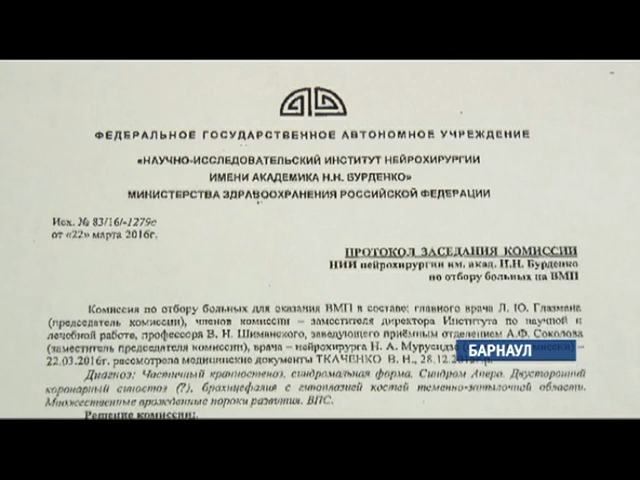 ФЕДЕРАЛЬНОЕ ГОСУДАРСТВЕННОЕ АВТОНОМНОЕ УЧРЕЖДЕНИЕ
«НАУЧНО-ИССЛЕДОВАТЕЛЬСКИЙ ИНСТИТУТ НЕЙРОХИРУРГИИ
ИМЕНИ АКАДЕМИКА Н.Н. БУРДЕНКО»
МИНИСТЕРСТВА ЗДРАВООХРАНЕНИЯ РОССИЙСКОЙ ФЕДЕРАЦИИ
Исх. № 83/16/-1279е
от «22» марта 2016г.
ПРОТОКОЛ ЗАСЕДАНИЯ КОМИССИИ
НИИ нейрохирургии им. акад. Н.Н. Бурденко
по отбору больных на ВМП
Комиссия по отбору больных для оказания ВМП в составе: главного врача Л. Ю. Глазмана
(председатель комиссии), членов комиссии – заместителя директора Института по научной и
лечебной работе, профессора В. Н. Шиманского, заведующего приёмным отделением А.Ф. Соколова
(заместитель председателя комиссии), врача – нейрохирурга Н. А.
22.03.2016г. рассмотрела медицинские документы ТКАЧЕНКО В. Н.,
БАРНАУЛ
Диагноз: Частичный краниостеноз, синдромальная форма. Синдром Апера. Двусторонний
коронарный синостоз (?), брахицефалия с гипоплазией костей теменно-затылочной области.
Множественные врожденные пороки развития. ВПС.
Решение комиссии: